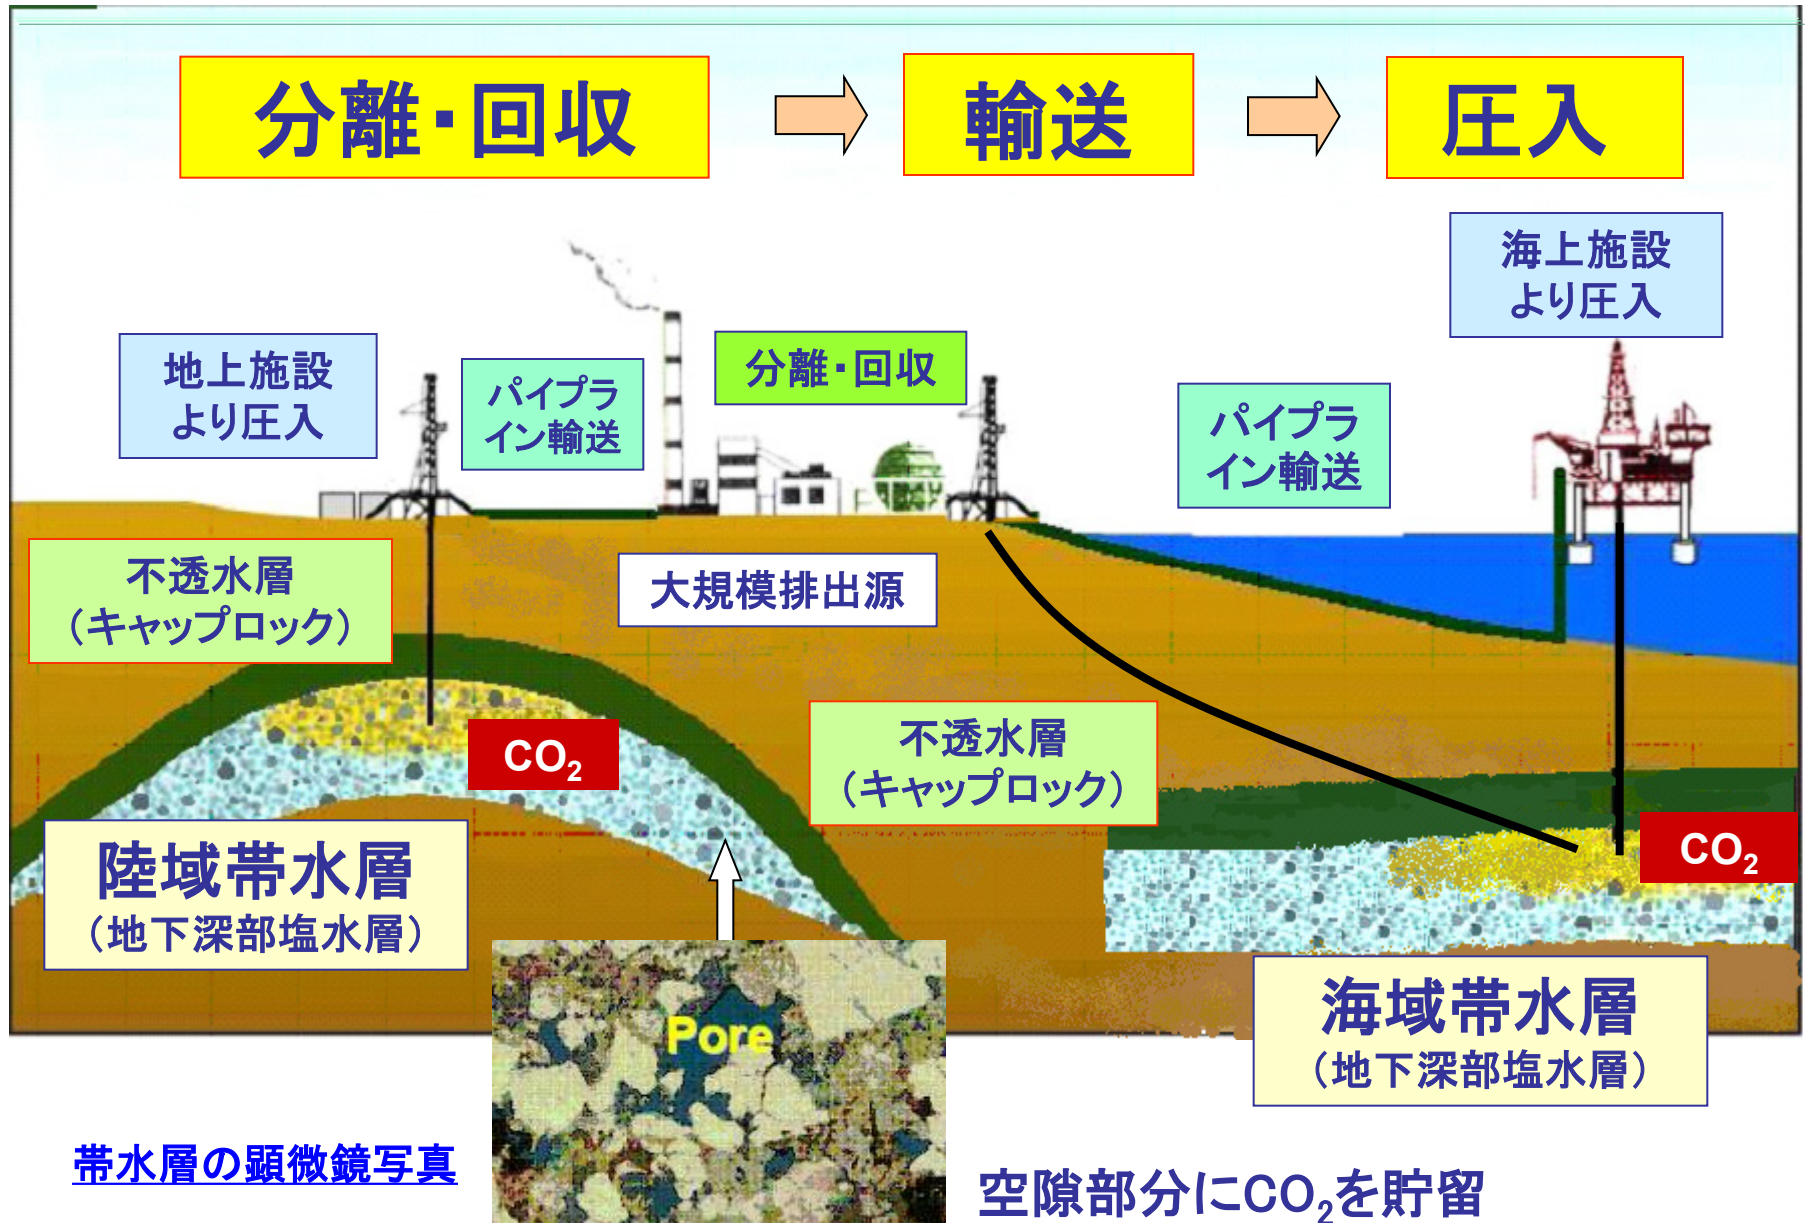 分離・回収
輸送
圧入
海上施設
より圧入
地上施設
より圧入
パイプラ
イン輸送
分離・回収
パイプラ
イン輸送
不透水層
（キャップロック）
大規模排出源
不透水層
（キャップロック）
CO₂
CO₂
陸域帯水層
（地下深部塩水層）
海域帯水層
（地下深部塩水層）
Pore
帯水層の顕微鏡写真
空隙部分にCO₂を貯留